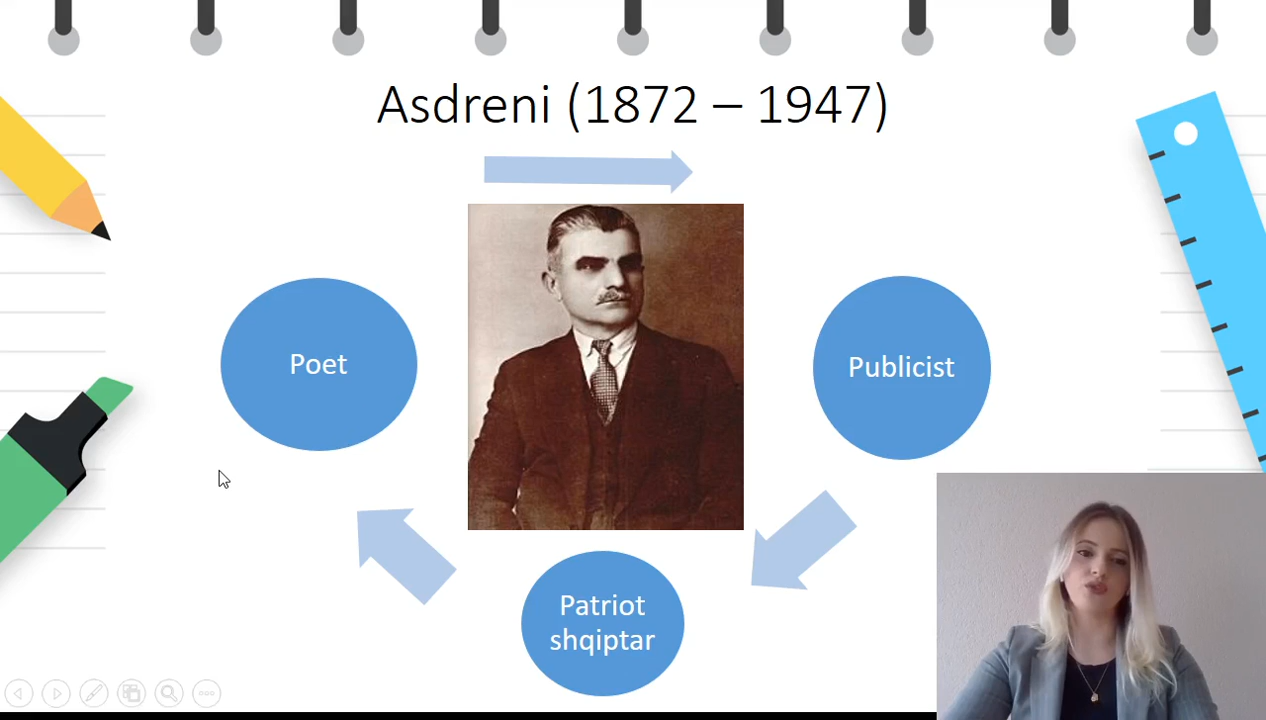 Asdreni (1872 – 1947)
Poet
Publicist
Patriot
shqiptar